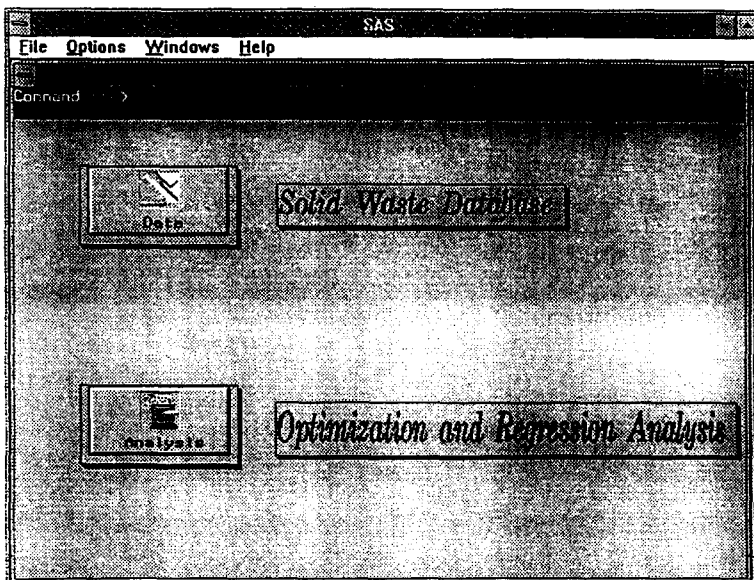 SAS
File Options Windows Help
Command ===>
Data
Solid Waste Database
Analysis
Optimization and Regression Analysis